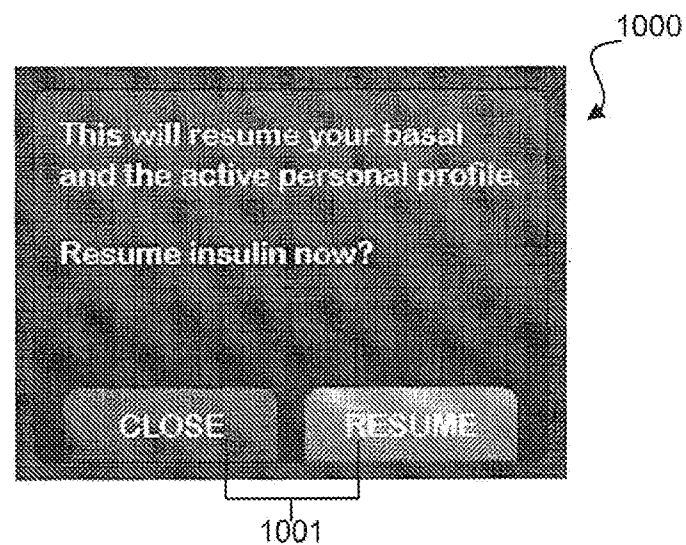 1000
This will resume your basal
and the active personal profile.
Resume insulin now?
CLOSE RESUME
1001